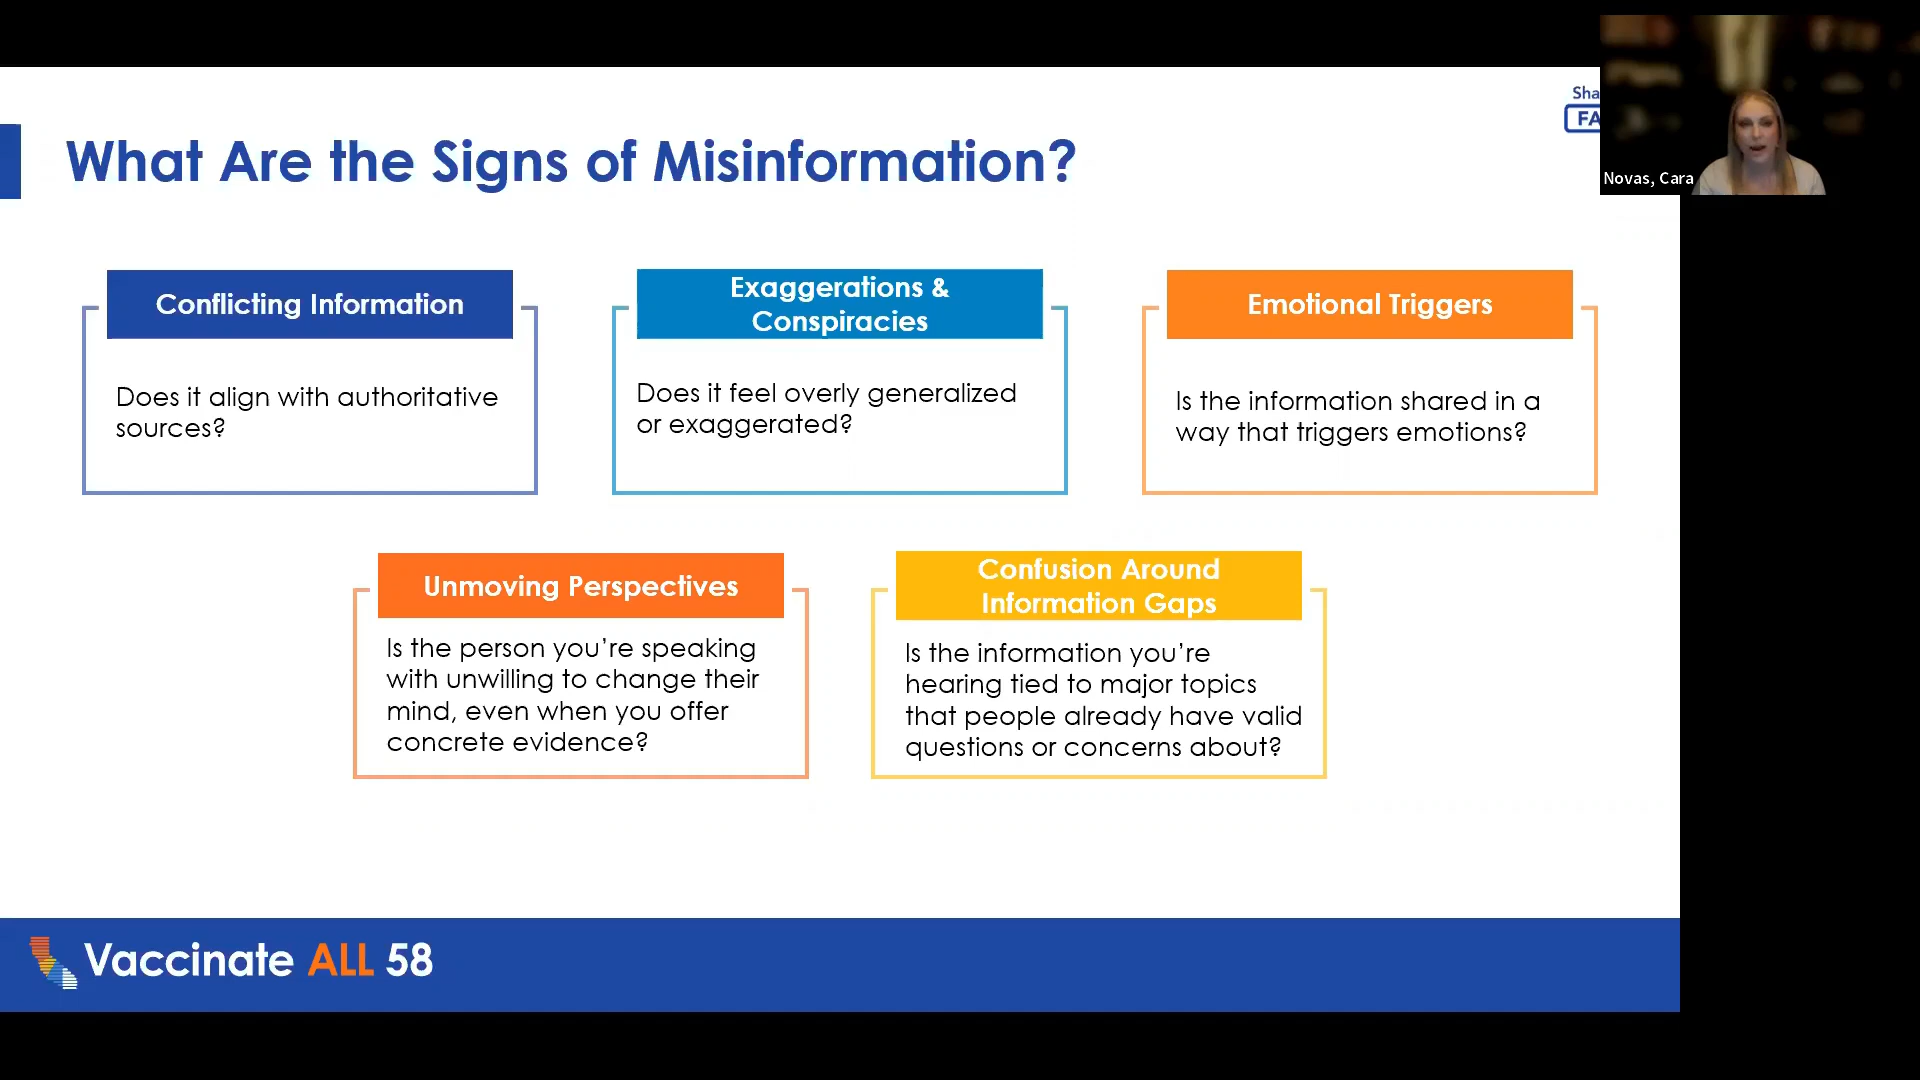 Sha
FA
Novas, Cara
What Are the Signs of Misinformation?
Conflicting Information
Does it align with authoritative
sources?
Exaggerations &
Conspiracies
Does it feel overly generalized
or exaggerated?
Emotional Triggers
Is the information shared in a
way that triggers emotions?
Unmoving Perspectives
Is the person you’re speaking
with unwilling to change their
mind, even when you offer
concrete evidence?
Confusion Around
Information Gaps
Is the information you’re
hearing tied to major topics
that people already have valid
questions or concerns about?
Vaccinate ALL 58